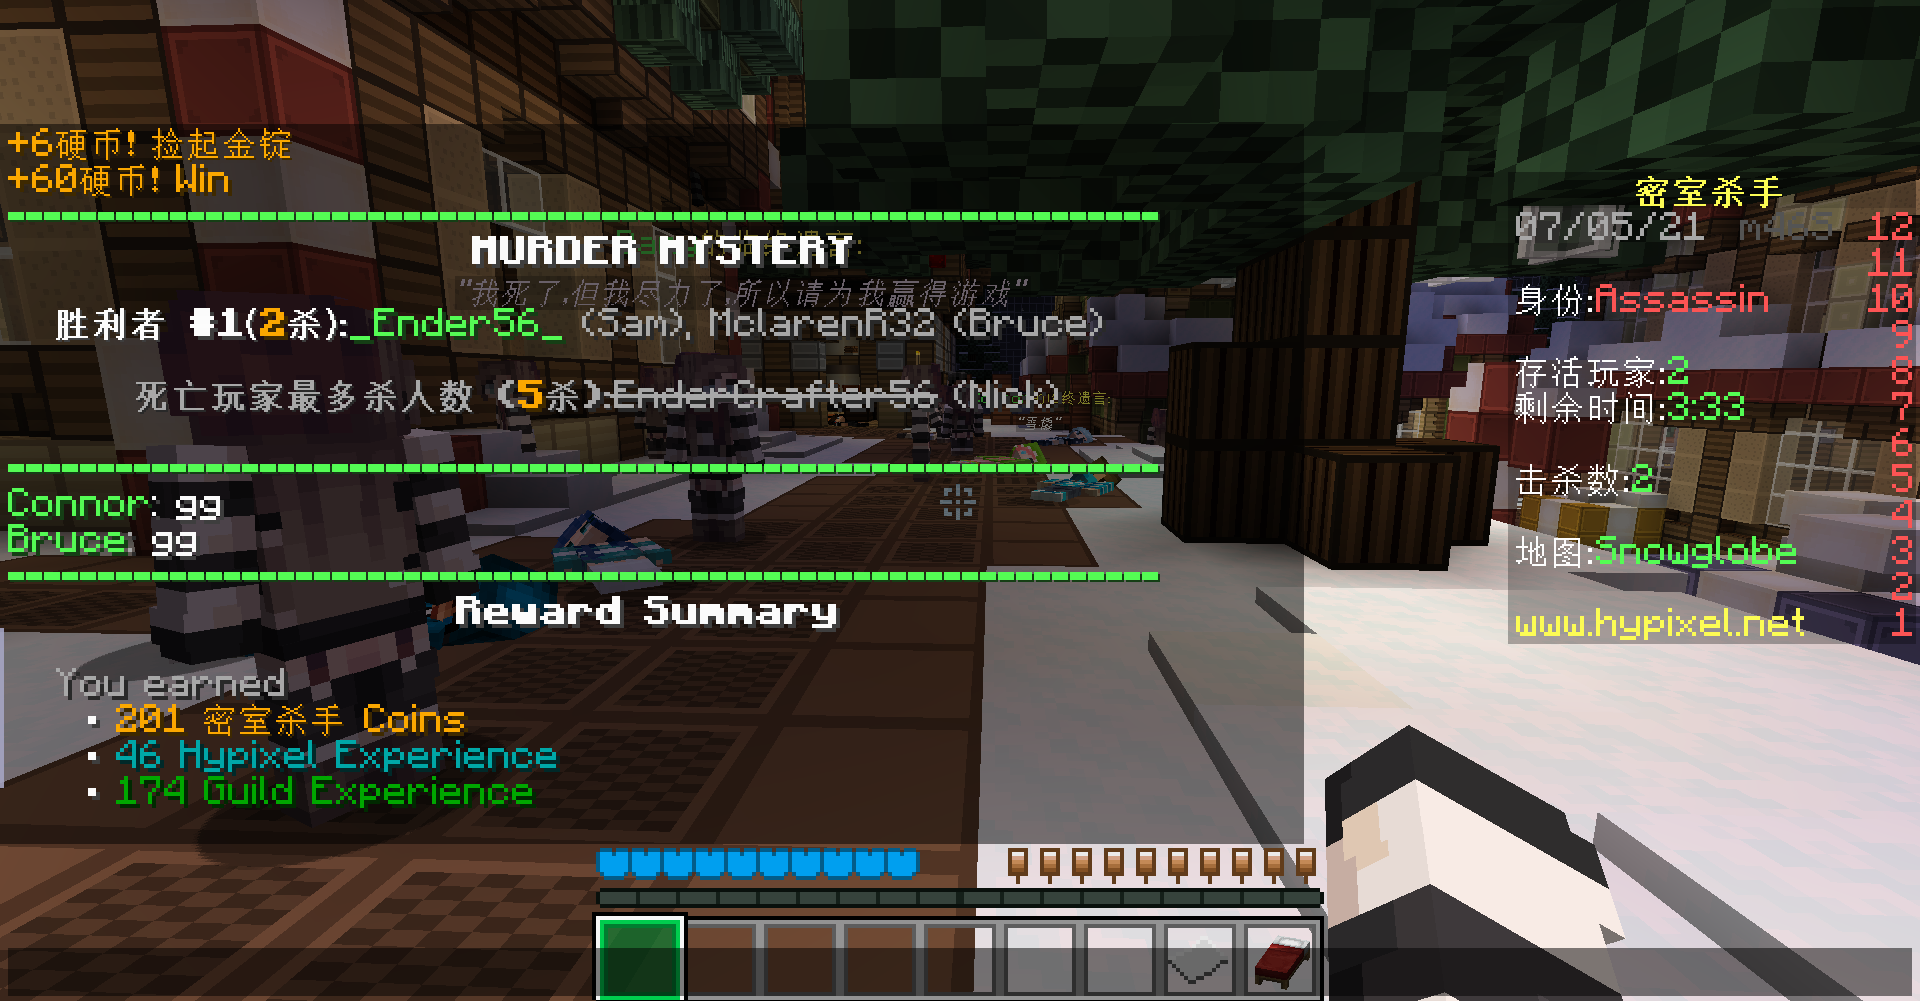 +6硬币! 捡起金锭
+60硬币! Win
MURDER MYSTERY
"我死了,但我尽力了,所以请为我赢得游戏"
胜利者 #1(2杀):_Ender56_ (Sam), MclarenA32 (Bruce)
死亡玩家最多杀人数 (5杀):EnderCrafter56 (Nick)
终遗言:
Connor: gg
Bruce: gg
Reward Summary
You earned
▪ 201 密室杀手 Coins
▪ 46 Hypixel Experience
▪ 174 Guild Experience
密室杀手
07/05/21 m465 12
11
身份:Assassin 10
9
存活玩家:2 8
剩余时间:3:33 7
6
击杀数:2 5
4
地图:Snowglobe 3
2
www.hypixel.net 1